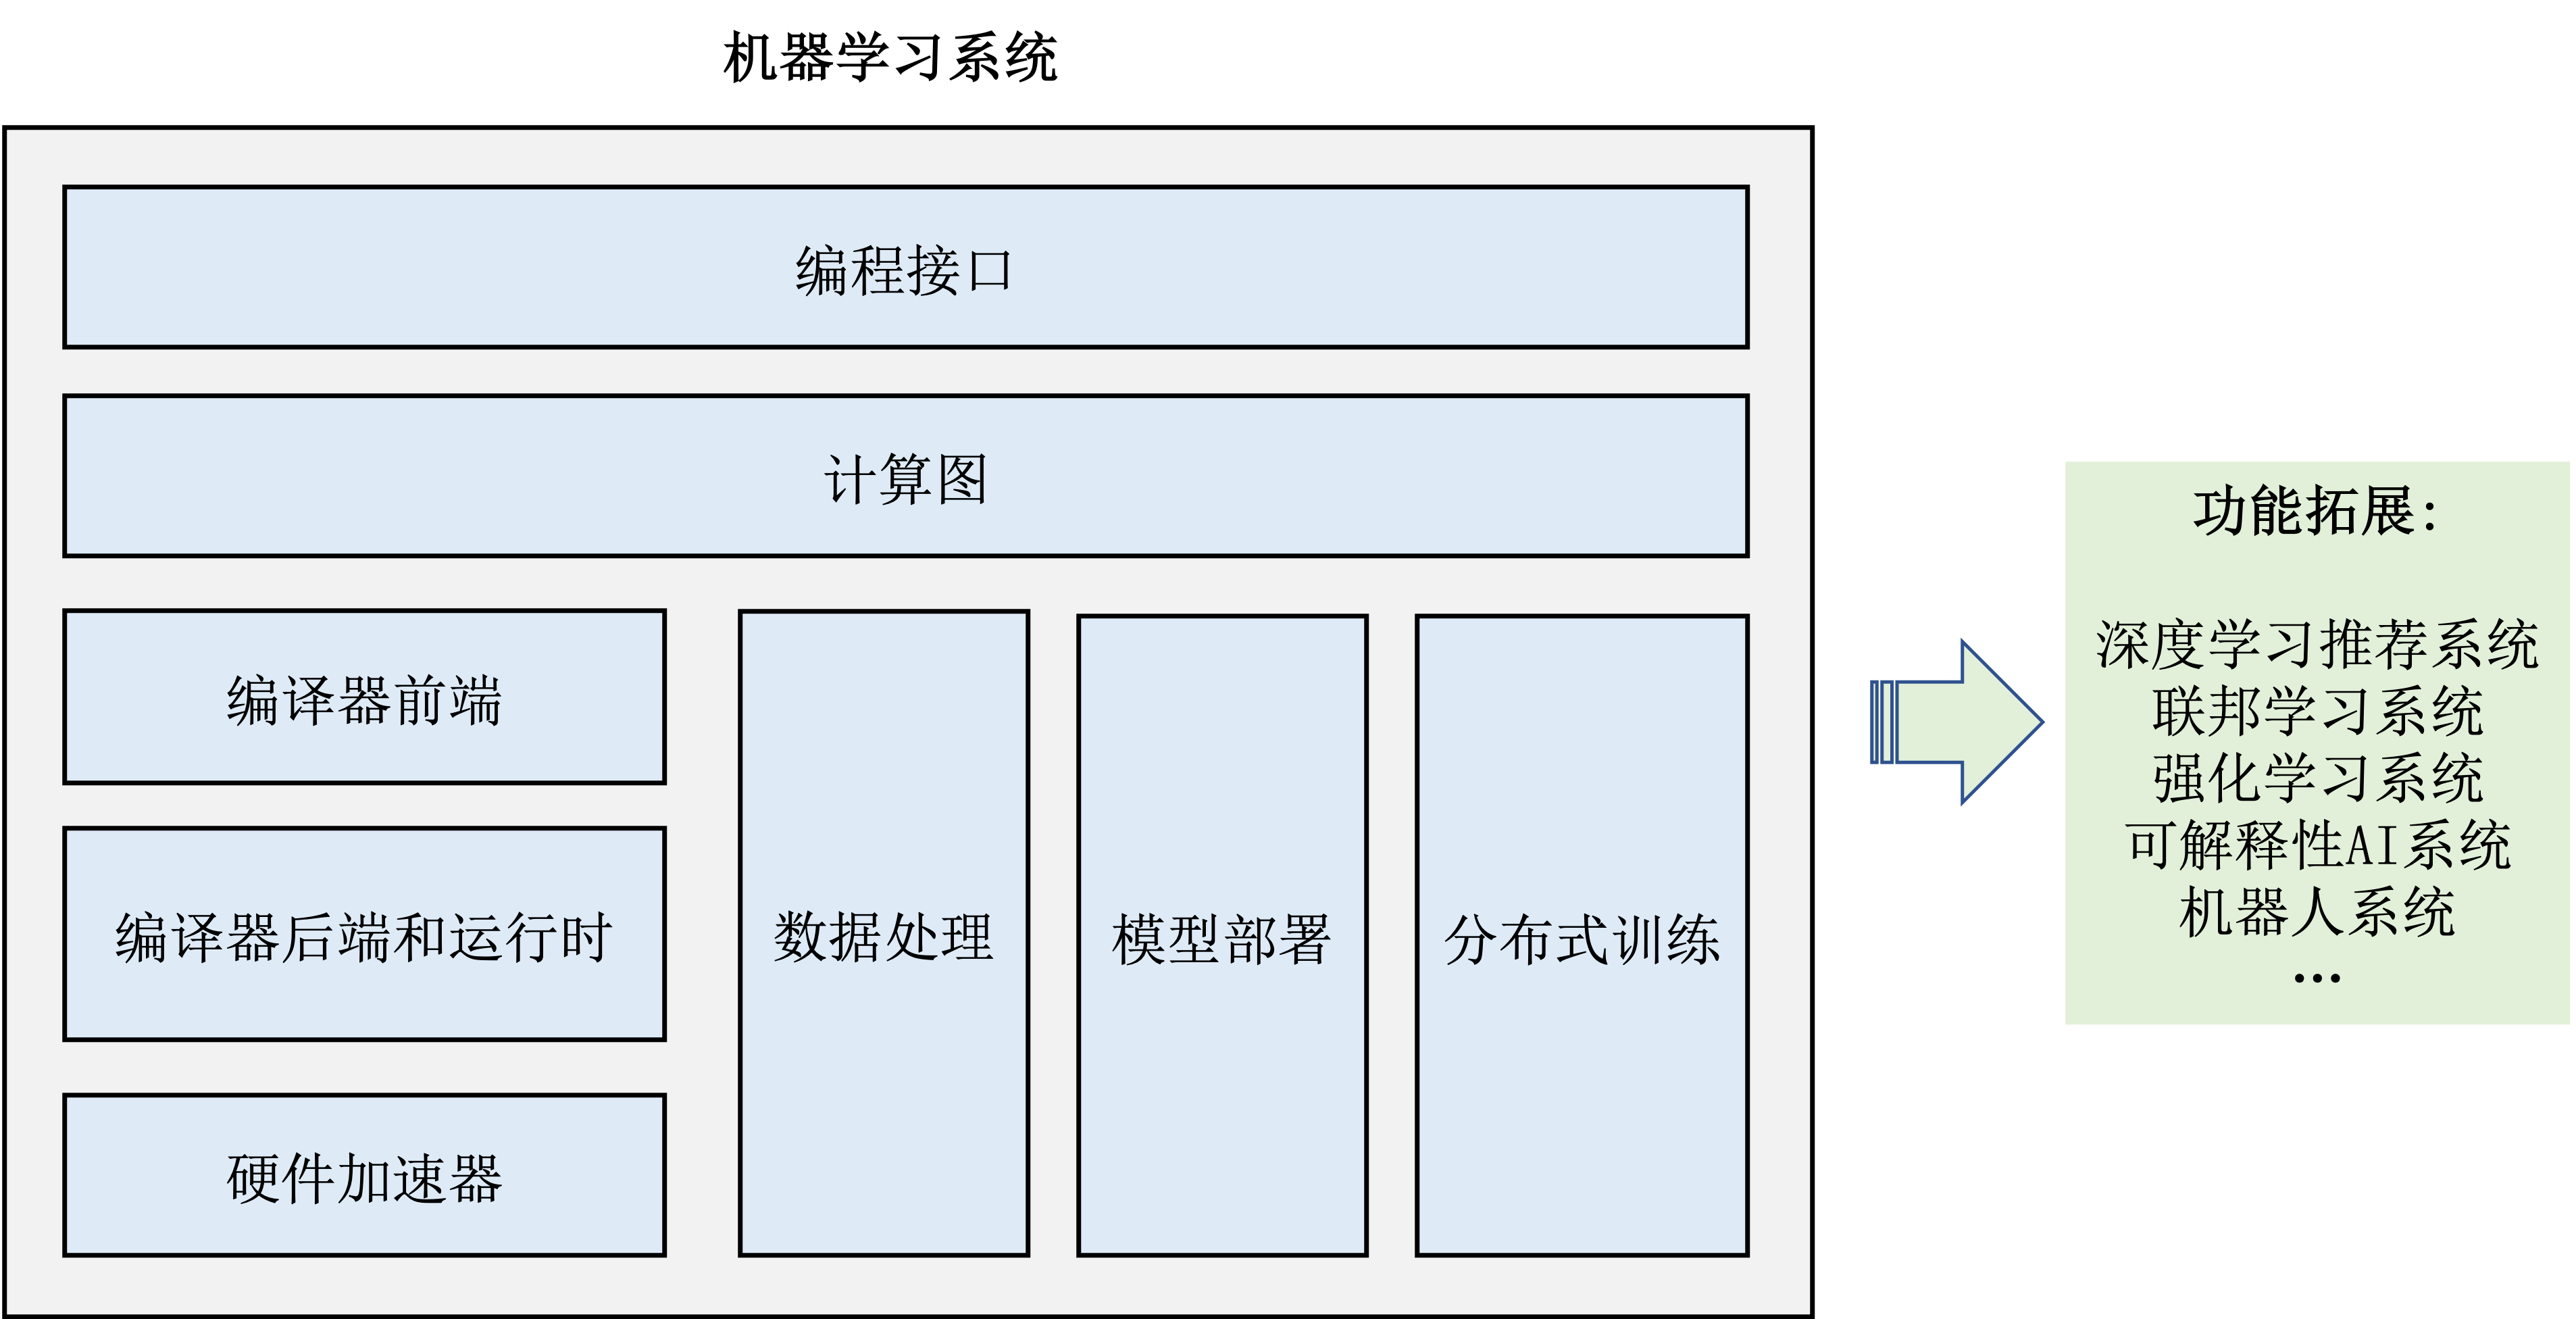 机器学习系统
编程接口
计算图
编译器前端
编译器后端和运行时
硬件加速器
数据处理
模型部署
分布式训练
功能拓展：
深度学习推荐系统
联邦学习系统
强化学习系统
可解释性AI系统
机器人系统
…